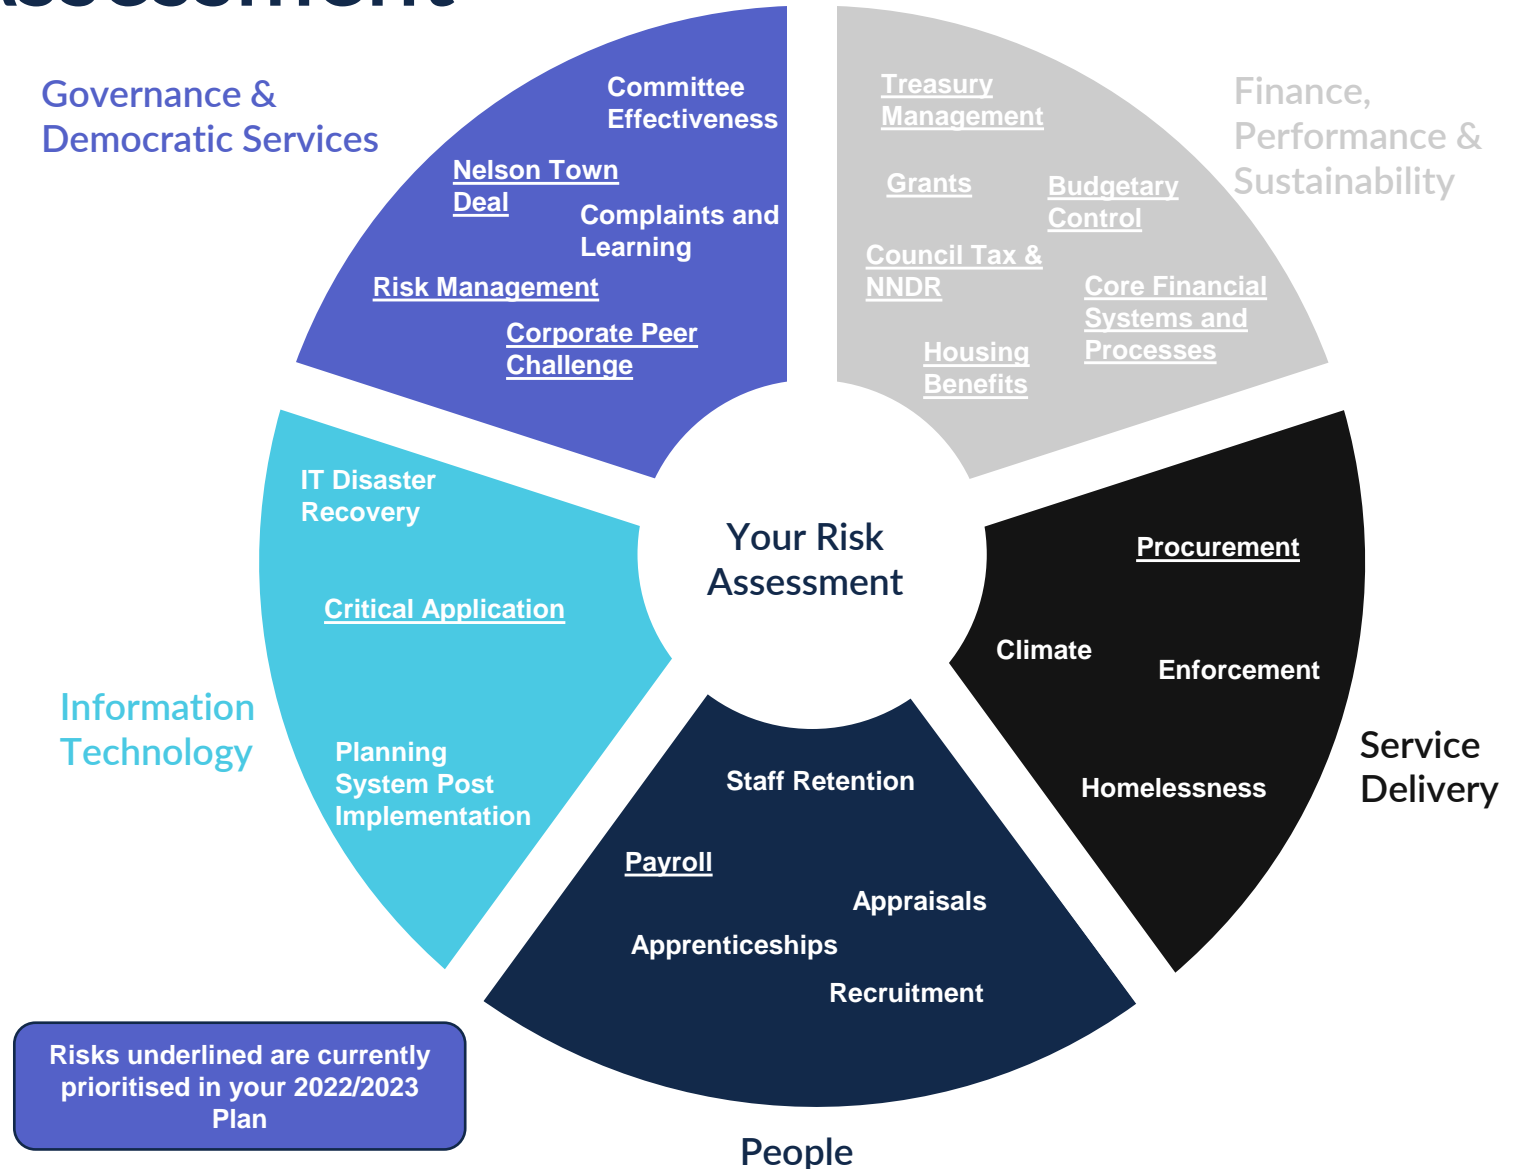 Assessment
Governance &
Democratic Services
Committee
Effectiveness
Nelson Town
Deal
Complaints and
Learning
Risk Management
Corporate Peer
Challenge
Finance,
Performance &
Sustainability
Treasury
Management
Grants
Budgetary
Control
Council Tax &
NNDR
Core Financial
Systems and
Processes
Housing
Benefits
IT Disaster
Recovery
Critical Application
Planning
System Post
Implementation
Information
Technology
Your Risk
Assessment
Procurement
Climate
Enforcement
Homelessness
Service
Delivery
Staff Retention
Payroll
Appraisals
Apprenticeships
Recruitment
People
Risks underlined are currently
prioritised in your 2022/2023
Plan